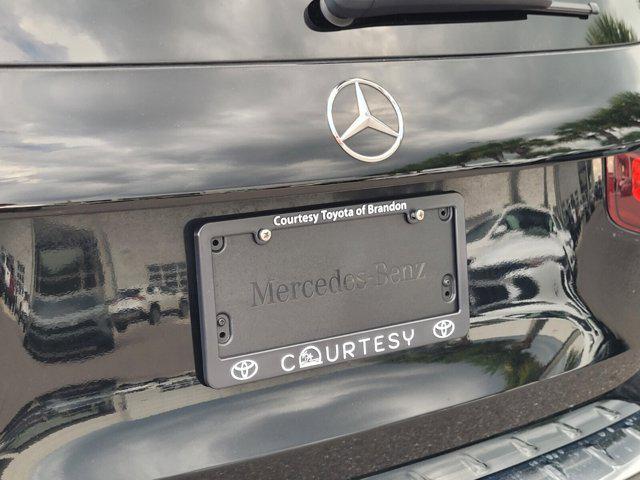 Courtesy Toyota of Brandon
Mercedes-Benz
COURTESY